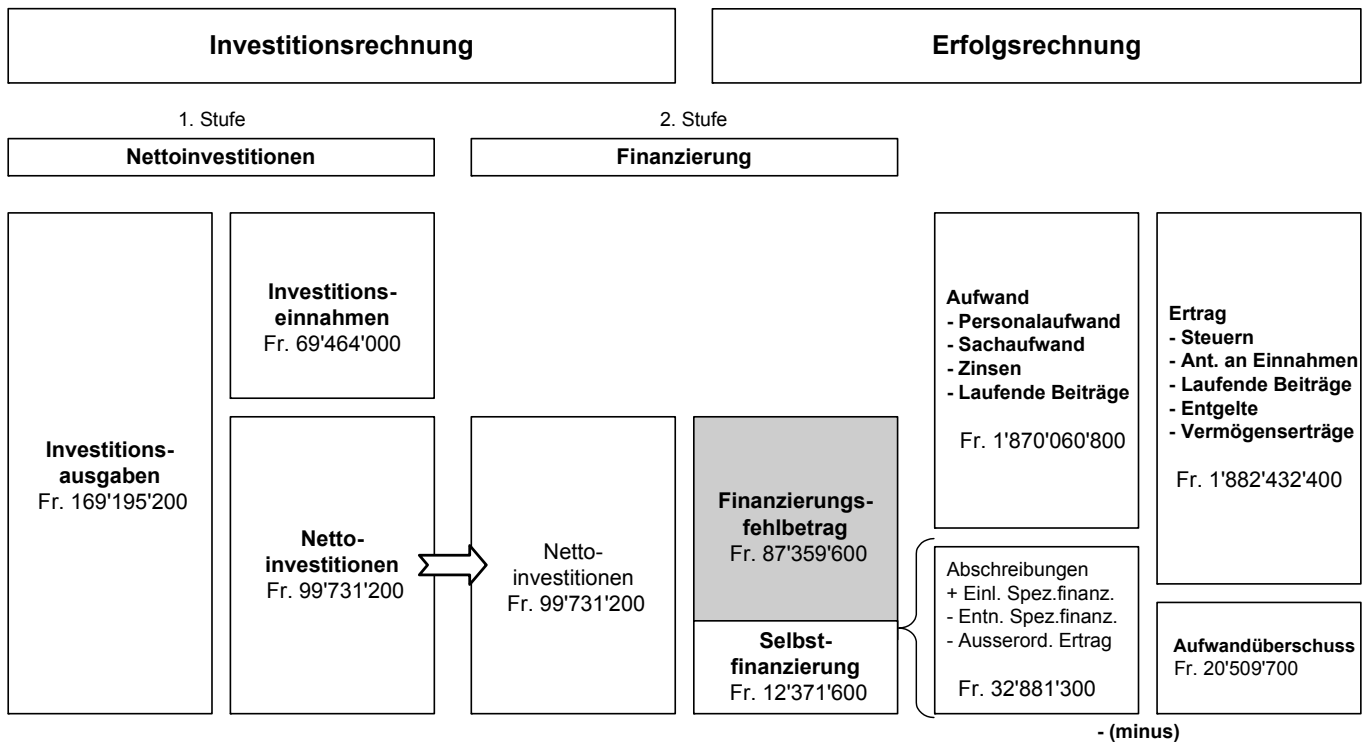 Investitionsrechnung
Erfolgsrechnung
1. Stufe
2. Stufe
Nettoinvestitionen
Finanzierung
Investitions-
ausgaben
Fr. 169'195'200
Investitions-
einnahmen
Fr. 69'464'000
Netto-
investitionen
Fr. 99'731'200
Netto-
investitionen
Fr. 99'731'200
Finanzierungs-
fehlbetrag
Fr. 87'359'600
Selbst-
finanzierung
Fr. 12'371'600
Aufwand
- Personalaufwand
- Sachaufwand
- Zinsen
- Laufende Beiträge
Fr. 1'870'060'800
Abschreibungen
+ Einl. Spez.finanz.
- Entn. Spez.finanz.
- Ausserord. Ertrag
Fr. 32'881'300
Ertrag
- Steuern
- Ant. an Einnahmen
- Laufende Beiträge
- Entgelte
- Vermögenserträge
Fr. 1'882'432'400
Aufwandüberschuss
Fr. 20'509'700
- (minus)